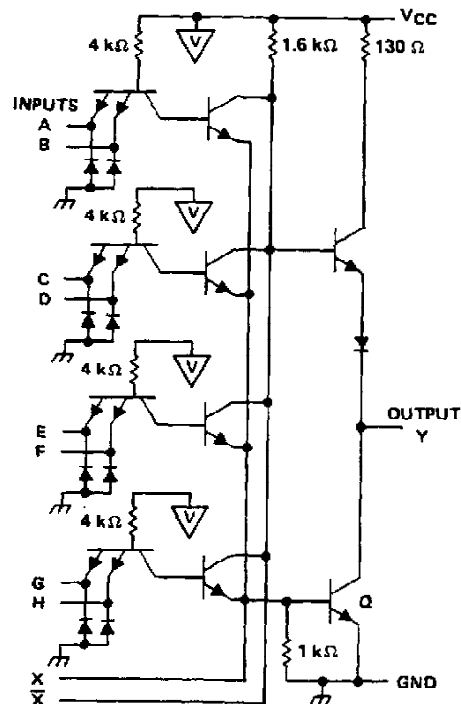 VCC
4 kΩ
V
1.6 kΩ
130 Ω
INPUTS
A
B
4 kΩ
V
C
D
4 kΩ
V
OUTPUT
Y
E
F
4 kΩ
V
G
H
Q
1 kΩ
X
GND
X̅